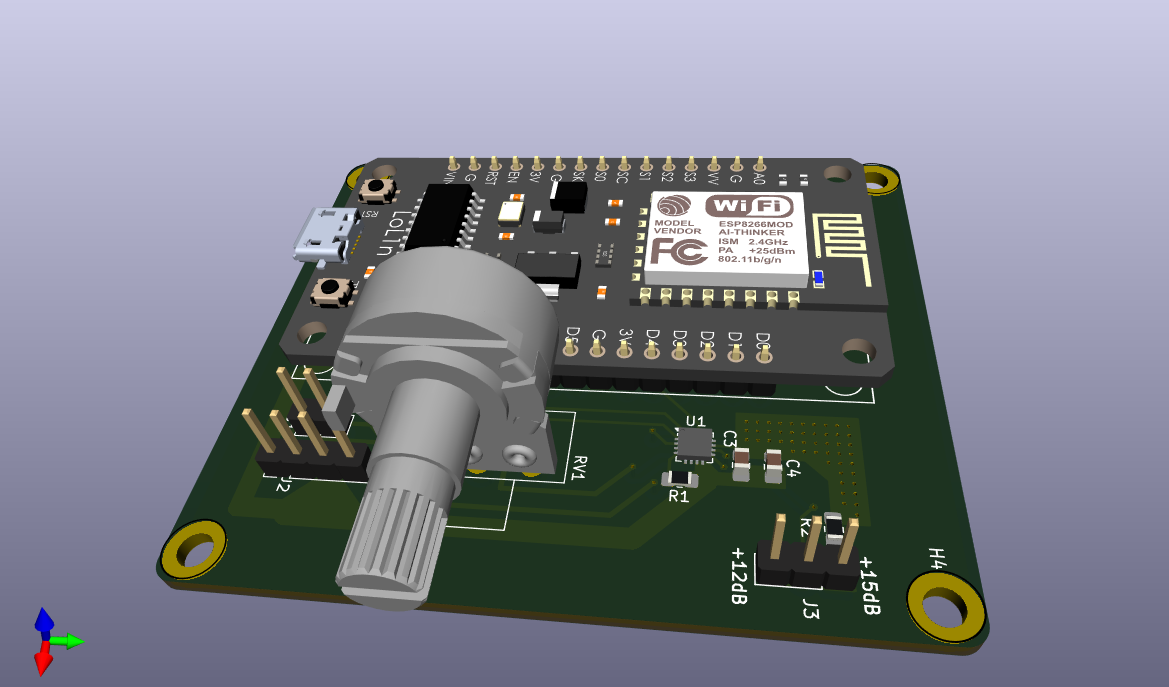 VIN G RST EN 3V G SK S0 SC S1 S2 S3 VV G A0
RST
LoLin
WiFi
MODEL ESP8266MOD
VENDOR AI-THINKER
ISM 2.4GHz
PA +25dBm
802.11b/g/n
FC
D5 G 3V D4 D3 D2 D1 D0
U1
C3
C4
R1
RV1
J2
R2
+12dB
J3
+15dB
H4